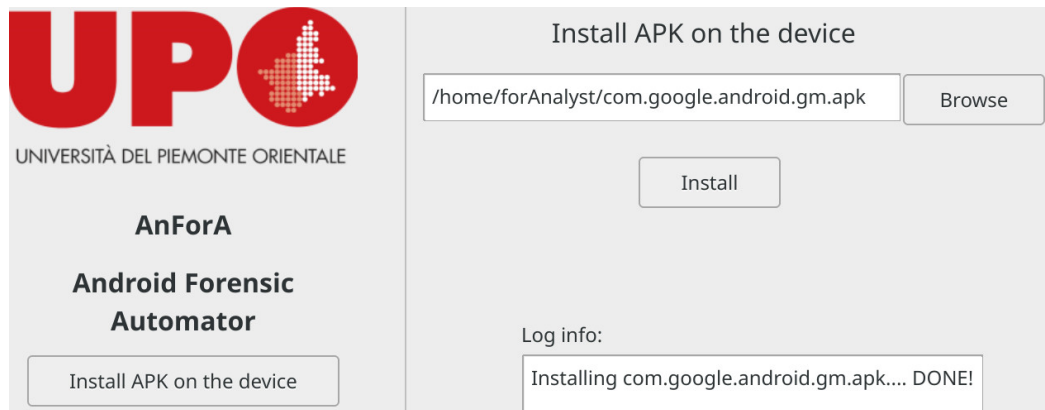 UPO
UNIVERSITÀ DEL PIEMONTE ORIENTALE
AnForA
Android Forensic
Automator
Install APK on the device
Install APK on the device
/home/forAnalyst/com.google.android.gm.apk
Browse
Install
Log info:
Installing com.google.android.gm.apk.... DONE!